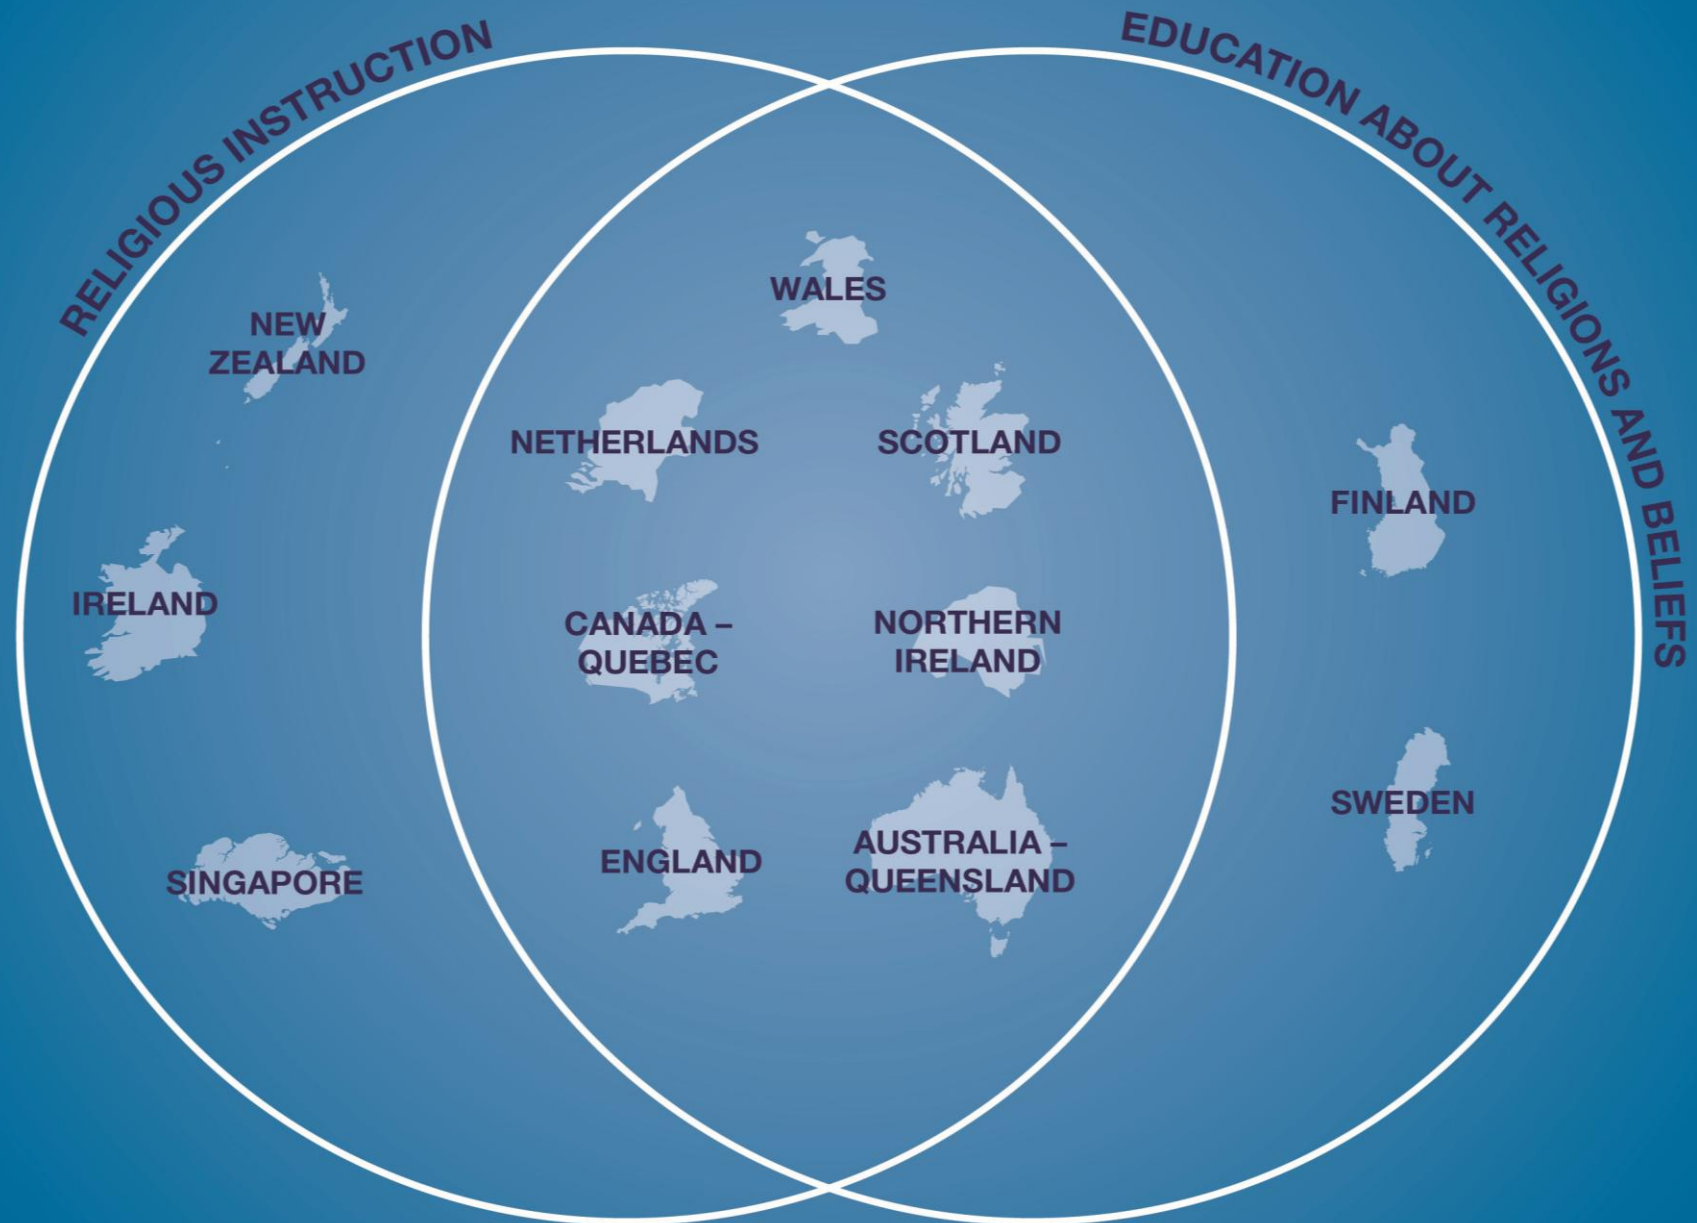 RELIGIOUS INSTRUCTION
EDUCATION ABOUT RELIGIONS AND BELIEFS
NEW
ZEALAND
IRELAND
SINGAPORE
WALES
NETHERLANDS
SCOTLAND
CANADA –
QUEBEC
NORTHERN
IRELAND
ENGLAND
AUSTRALIA –
QUEENSLAND
FINLAND
SWEDEN